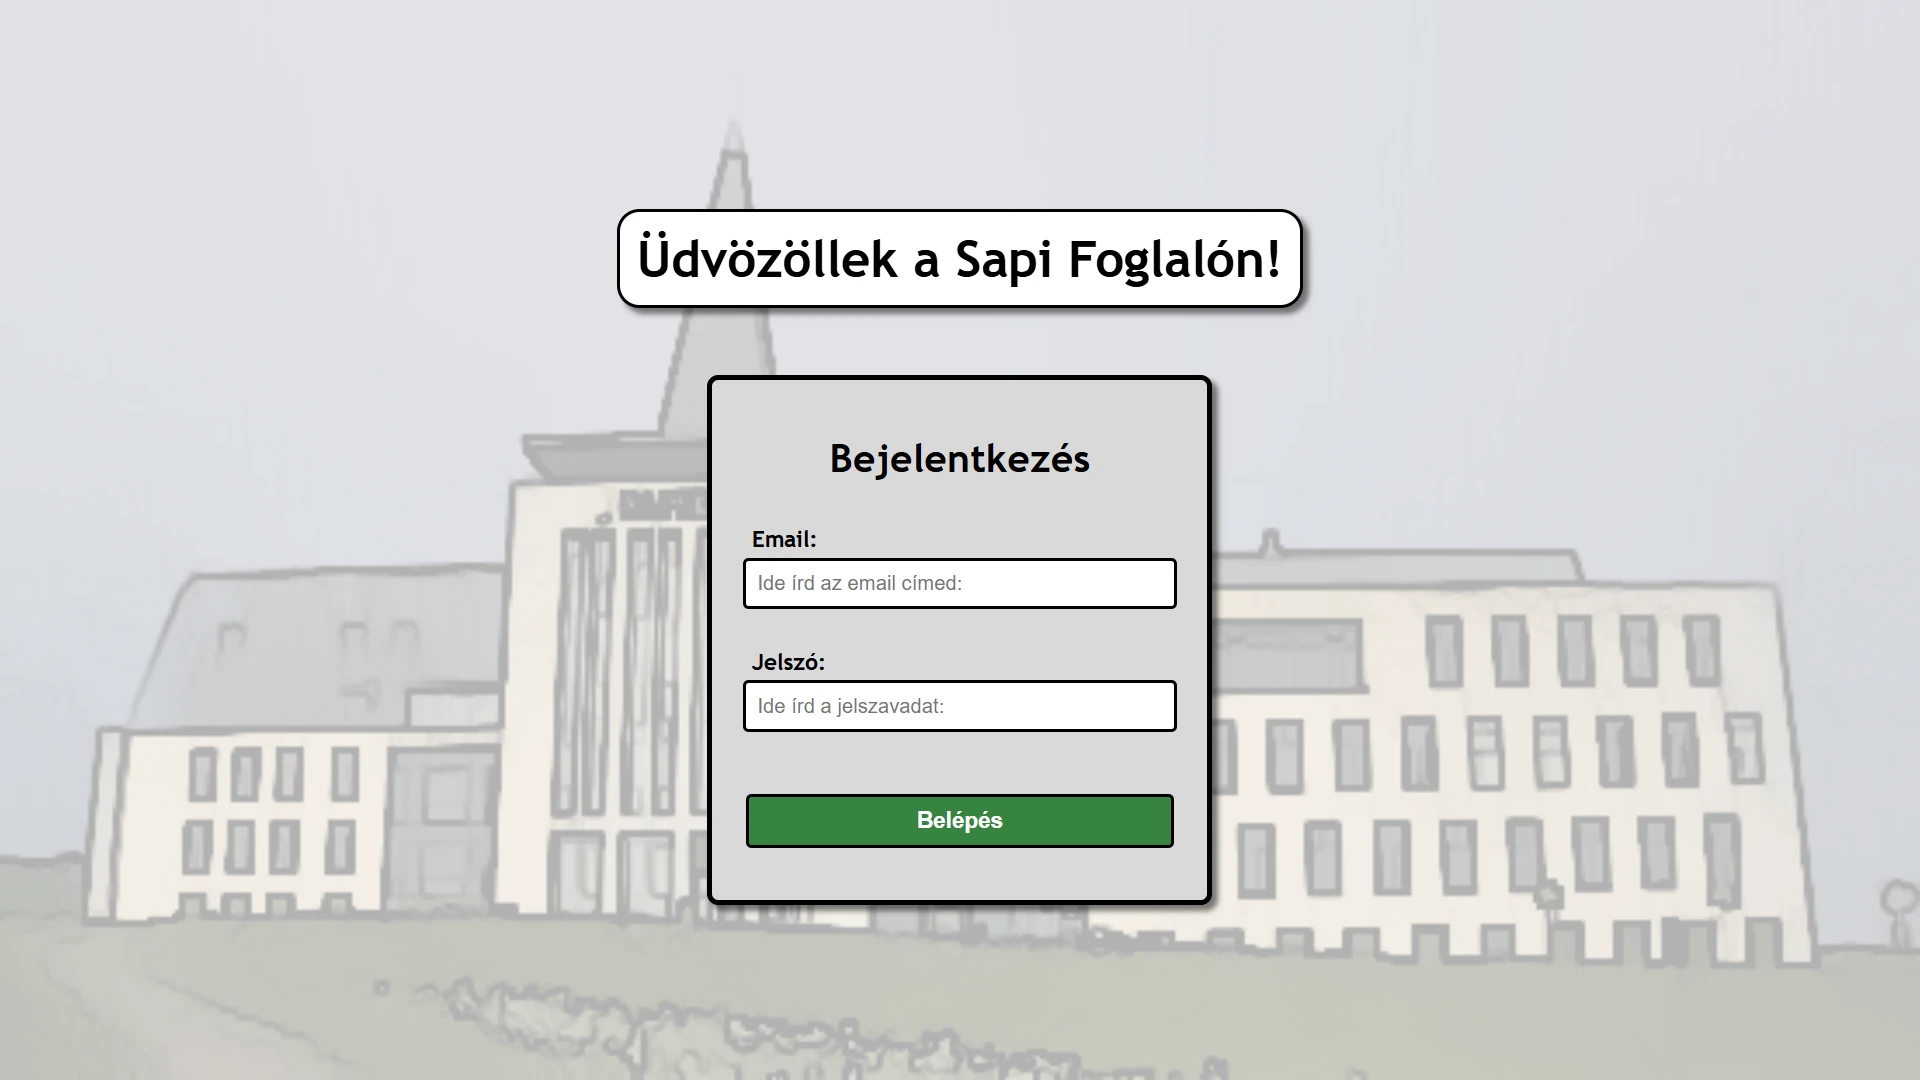 Üdvözöllek a Sapi Foglalón!
Bejelentkezés
Email:
Ide írd az email címed:
Jelszó:
Ide írd a jelszavadat:
Belépés